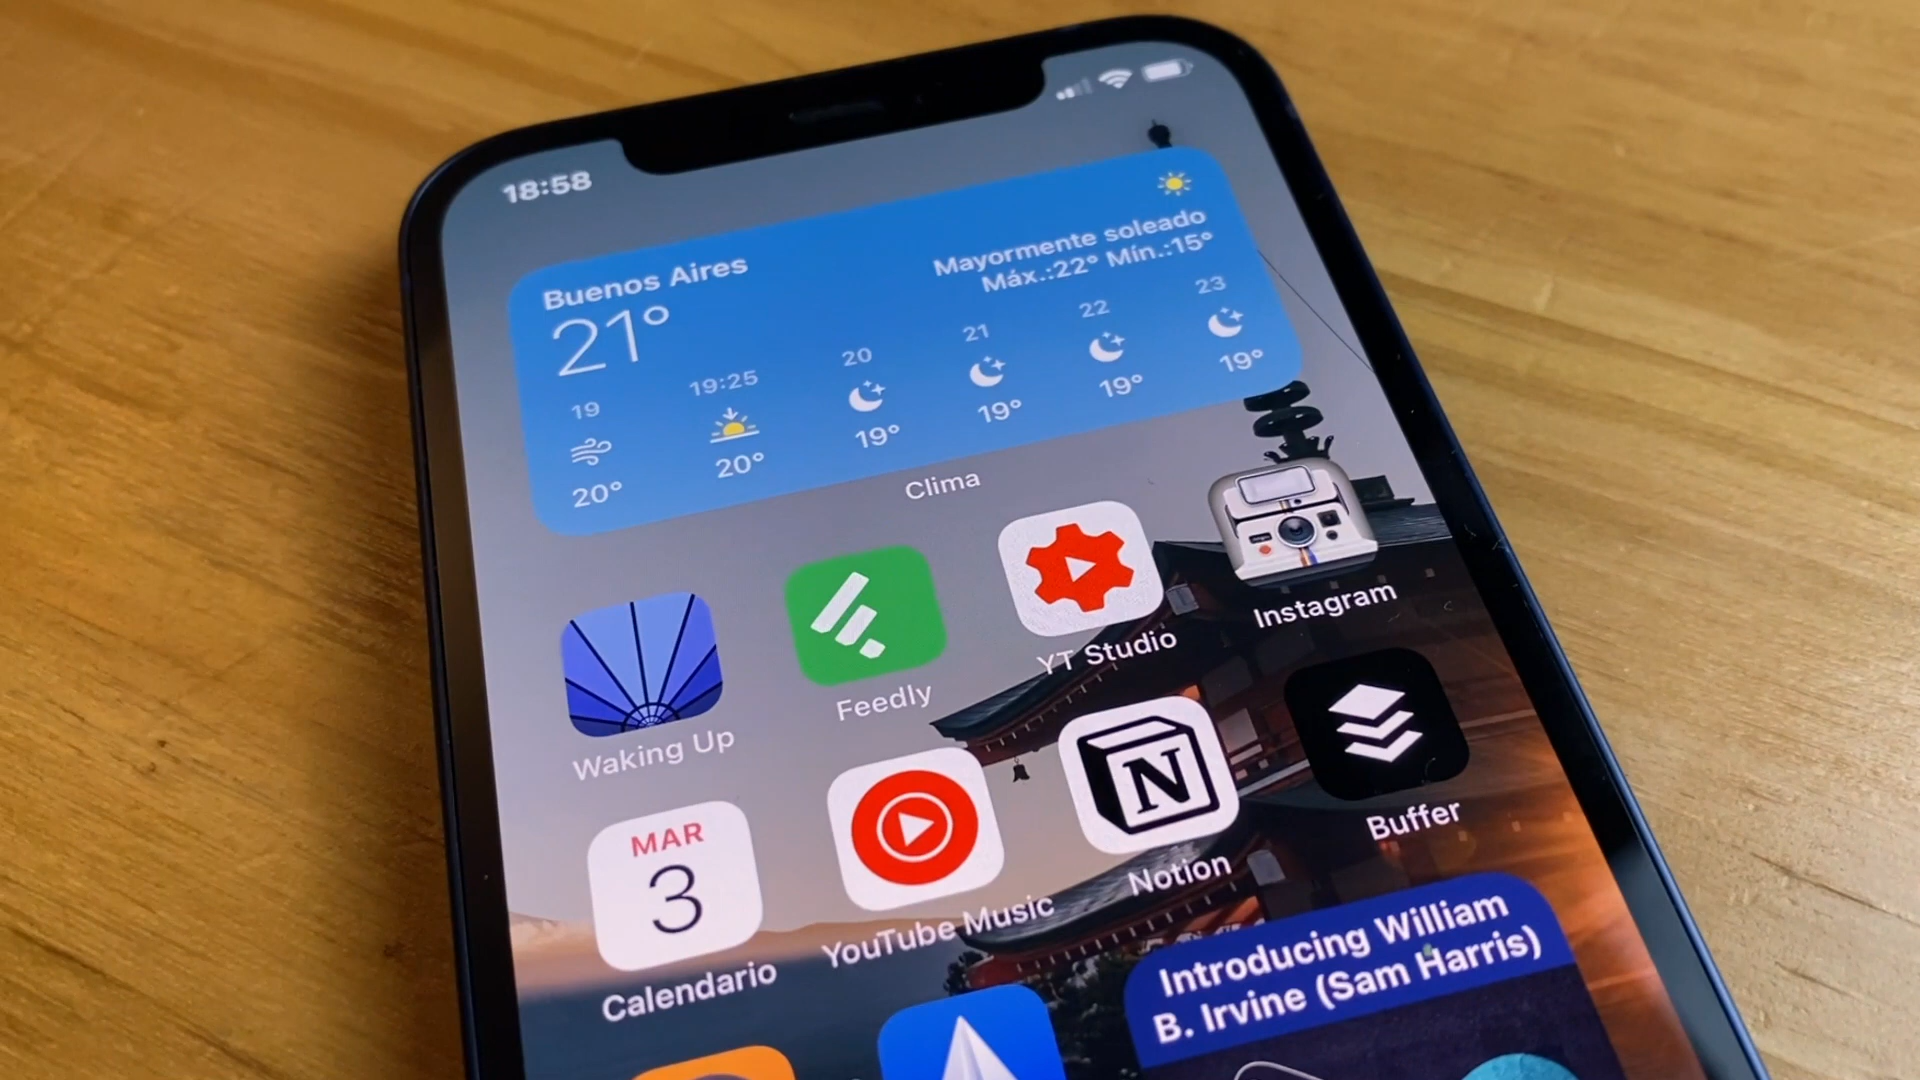 18:58
Buenos Aires
21°
Mayormente soleado
Máx.:22° Mín.:15°
19
19:25
20
21
22
23
20°
20°
19°
19°
19°
19°
Clima
Waking Up
Feedly
YT Studio
Instagram
MAR
3
Calendario
YouTube Music
N
Notion
Buffer
Introducing William
B. Irvine (Sam Harris)